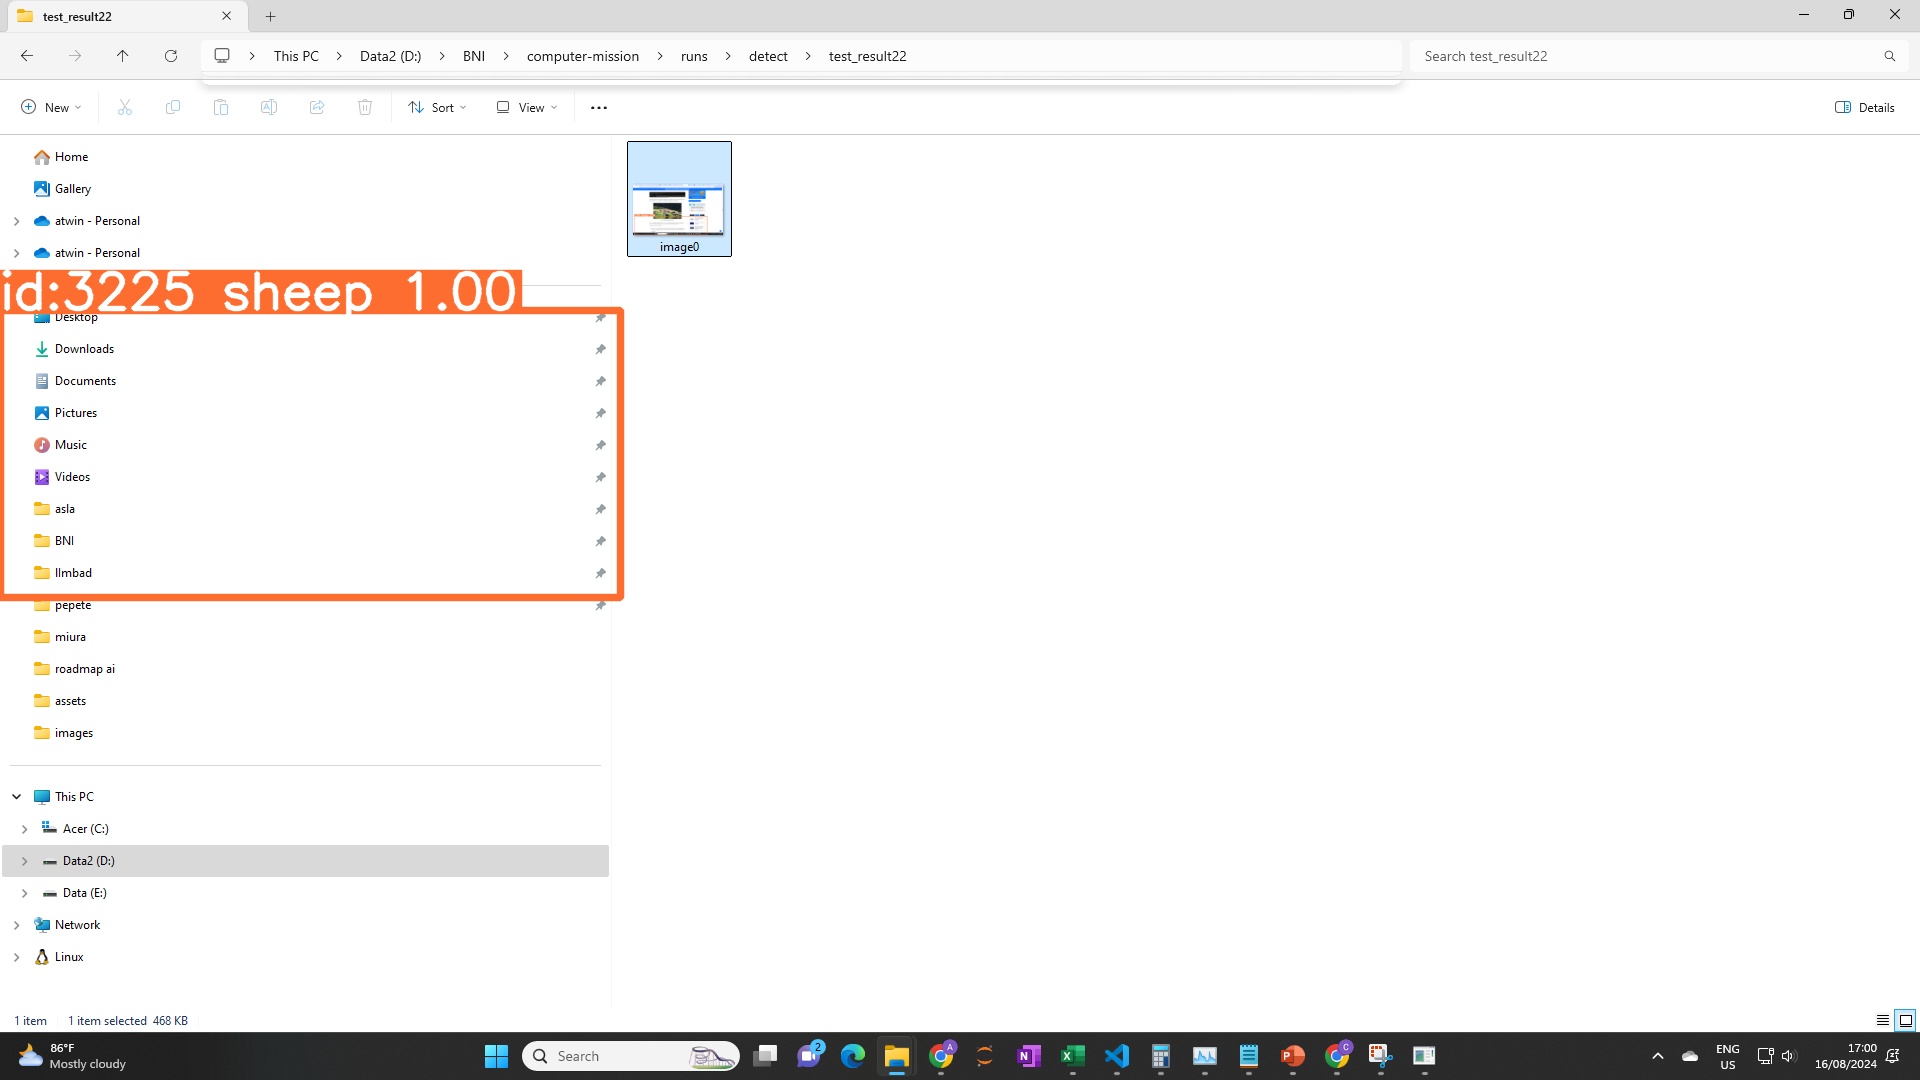 test_result22
This PC > Data2 (D:) > BNI > computer-mission > runs > detect > test_result22
Search test_result22
New
Sort
View
Details
Home
Gallery
atwin - Personal
atwin - Personal
id:3225 sheep 1.00
Desktop
Downloads
Documents
Pictures
Music
Videos
asla
BNI
llmbad
pepete
miura
roadmap ai
assets
images
This PC
Acer (C:)
Data2 (D:)
Data (E:)
Network
Linux
image0
1 item
1 item selected 468 KB
86°F
Mostly cloudy
Search
2
A
C
ENG
US
17:00
16/08/2024